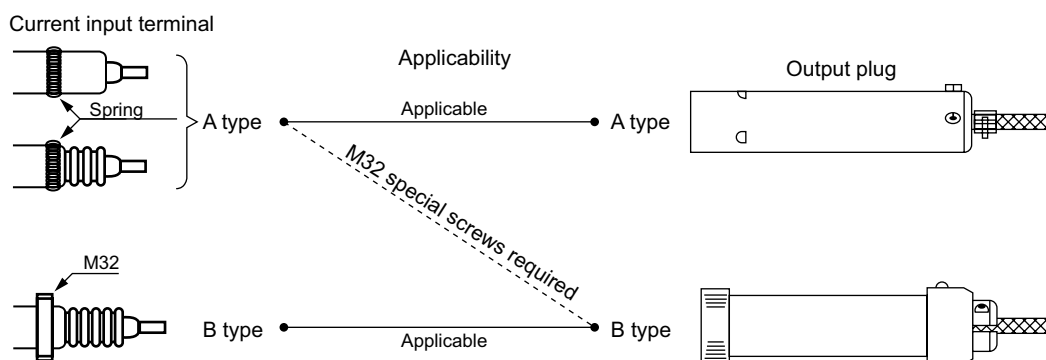 Current input terminal
Applicability
Output plug
Spring
A type
Applicable
A type
M32 special screws required
M32
B type
Applicable
B type